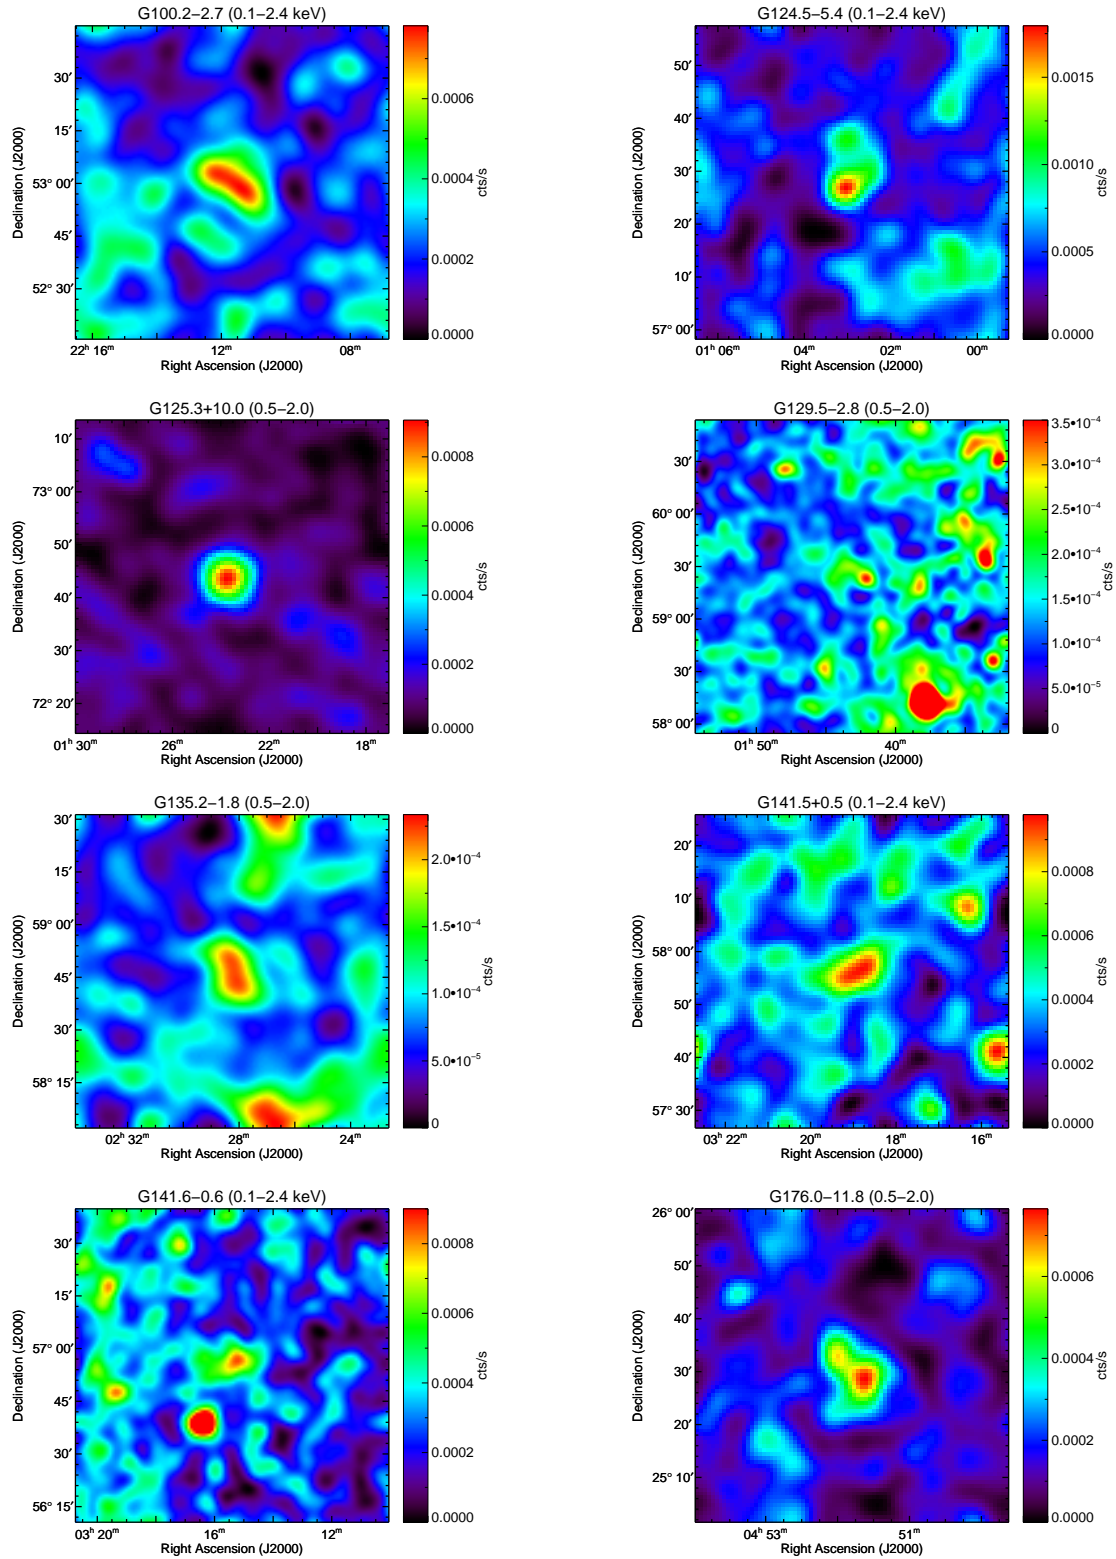 G100.2−2.7 (0.1−2.4 keV)
30′
15′
53° 00′
45′
52° 30′
22ʰ 16ᵐ 12ᵐ 08ᵐ
Right Ascension (J2000)
Declination (J2000)
0.0006
0.0004
0.0002
0.0000
cts/s
G124.5−5.4 (0.1−2.4 keV)
50′
40′
30′
20′
10′
57° 00′
01ʰ 06ᵐ 04ᵐ 02ᵐ 00ᵐ
Right Ascension (J2000)
Declination (J2000)
0.0015
0.0010
0.0005
0.0000
cts/s
G125.3+10.0 (0.5−2.0)
10′
73° 00′
50′
40′
30′
72° 20′
01ʰ 30ᵐ 26ᵐ 22ᵐ 18ᵐ
Right Ascension (J2000)
Declination (J2000)
0.0008
0.0006
0.0004
0.0002
0.0000
cts/s
G129.5−2.8 (0.5−2.0)
30′
60° 00′
30′
59° 00′
30′
58° 00′
01ʰ 50ᵐ 40ᵐ
Right Ascension (J2000)
Declination (J2000)
3.5•10⁻⁴
3.0•10⁻⁴
2.5•10⁻⁴
2.0•10⁻⁴
1.5•10⁻⁴
1.0•10⁻⁴
5.0•10⁻⁵
0
cts/s
G135.2−1.8 (0.5−2.0)
30′
15′
59° 00′
45′
30′
58° 15′
02ʰ 32ᵐ 28ᵐ 24ᵐ
Right Ascension (J2000)
Declination (J2000)
2.0•10⁻⁴
1.5•10⁻⁴
1.0•10⁻⁴
5.0•10⁻⁵
0
cts/s
G141.5+0.5 (0.1−2.4 keV)
20′
10′
58° 00′
50′
40′
57° 30′
03ʰ 22ᵐ 20ᵐ 18ᵐ 16ᵐ
Right Ascension (J2000)
Declination (J2000)
0.0008
0.0006
0.0004
0.0002
0.0000
cts/s
G141.6−0.6 (0.1−2.4 keV)
30′
15′
57° 00′
45′
30′
56° 15′
03ʰ 20ᵐ 16ᵐ 12ᵐ
Right Ascension (J2000)
Declination (J2000)
0.0008
0.0006
0.0004
0.0002
0.0000
cts/s
G176.0−11.8 (0.5−2.0)
26° 00′
50′
40′
30′
20′
25° 10′
04ʰ 53ᵐ 51ᵐ
Right Ascension (J2000)
Declination (J2000)
0.0006
0.0004
0.0002
0.0000
cts/s